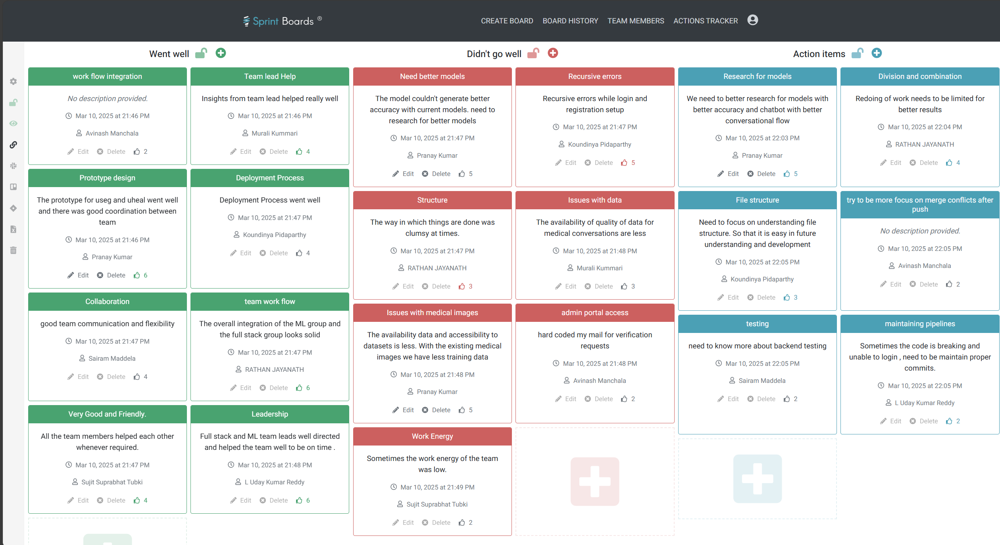 Sprint Boards ®
CREATE BOARD
BOARD HISTORY
TEAM MEMBERS
ACTIONS TRACKER
Went well
work flow integration
No description provided.
Mar 10, 2025 at 21:46 PM
Avinash Manchala
Edit Delete 2
Team lead Help
Insights from team lead helped really well
Mar 10, 2025 at 21:46 PM
Murali Kummari
Edit Delete 4
Prototype design
The prototype for useg and uheal went well
and there was good coordination between
team
Mar 10, 2025 at 21:46 PM
Pranay Kumar
Edit Delete 6
Deployment Process
Deployment Process went well
Mar 10, 2025 at 21:47 PM
Koundinya Pidaparthy
Edit Delete 4
Collaboration
good team communication and flexibility
Mar 10, 2025 at 21:47 PM
Sairam Maddela
Edit Delete 4
team work flow
The overall integration of the ML group and
the full stack group looks solid
Mar 10, 2025 at 21:47 PM
RATHAN JAYANATH
Edit Delete 6
Very Good and Friendly.
All the team members helped each other
whenever required.
Mar 10, 2025 at 21:47 PM
Sujit Suprabhat Tubki
Edit Delete 4
Leadership
Full stack and ML team leads well directed
and helped the team well to be on time .
Mar 10, 2025 at 21:48 PM
L Uday Kumar Reddy
Edit Delete 6
Didn't go well
Need better models
The model couldn't generate better
accuracy with current models. need to
research for better models
Mar 10, 2025 at 21:47 PM
Pranay Kumar
Edit Delete 5
Recursive errors
Recursive errors while login and
registration setup
Mar 10, 2025 at 21:47 PM
Koundinya Pidaparthy
Edit Delete 5
Structure
The way in which things are done was
clumsy at times.
Mar 10, 2025 at 21:47 PM
RATHAN JAYANATH
Edit Delete 3
Issues with data
The availability of quality of data for
medical conversations are less
Mar 10, 2025 at 21:48 PM
Murali Kummari
Edit Delete 3
Issues with medical images
The availability data and accessibility to
datasets is less. With the existing medical
images we have less training data
Mar 10, 2025 at 21:48 PM
Pranay Kumar
Edit Delete 5
admin portal access
hard coded my mail for verification
requests
Mar 10, 2025 at 21:48 PM
Avinash Manchala
Edit Delete 2
Work Energy
Sometimes the work energy of the team
was low.
Mar 10, 2025 at 21:49 PM
Sujit Suprabhat Tubki
Edit Delete 2
Action items
Research for models
We need to better research for models with
better accuracy and chatbot with better
conversational flow
Mar 10, 2025 at 22:03 PM
Pranay Kumar
Edit Delete 5
Division and combination
Redoing of work needs to be limited for
better results
Mar 10, 2025 at 22:04 PM
RATHAN JAYANATH
Edit Delete 4
File structure
Need to focus on understanding file
structure. So that it is easy in future
understanding and development
Mar 10, 2025 at 22:05 PM
Koundinya Pidaparthy
Edit Delete 3
try to be more focus on merge conflicts after
push
No description provided.
Mar 10, 2025 at 22:05 PM
Avinash Manchala
Edit Delete 2
testing
need to know more about backend testing
Mar 10, 2025 at 22:05 PM
Sairam Maddela
Edit Delete 2
maintaining pipelines
Sometimes the code is breaking and
unable to login , need to be maintain proper
commits.
Mar 10, 2025 at 22:05 PM
L Uday Kumar Reddy
Edit Delete 2